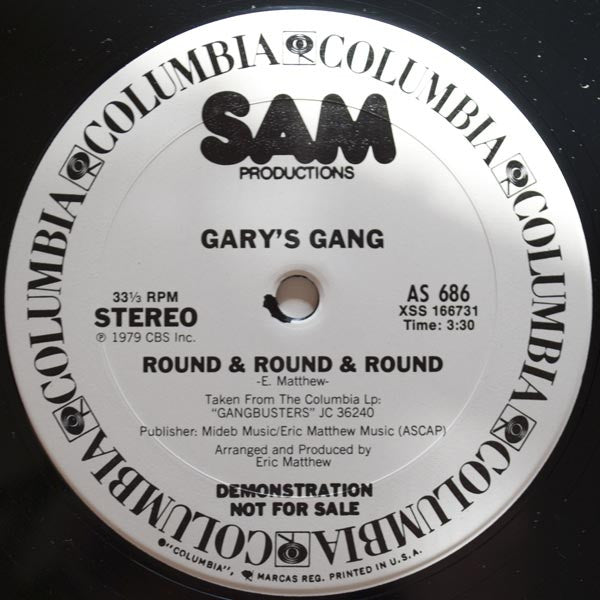 COLUMBIA COLUMBIA COLUMBIA COLUMBIA COLUMBIA COLUMBIA COLUMBIA
SAM
PRODUCTIONS
GARY'S GANG
33⅓ RPM
STEREO
℗ 1979 CBS Inc.
AS 686
XSS 166731
Time: 3:30
ROUND & ROUND & ROUND
-E. Matthew-
Taken From The Columbia Lp:
"GANGBUSTERS" JC 36240
Publisher: Mideb Music/Eric Matthew Music (ASCAP)
Arranged and Produced by
Eric Matthew
DEMONSTRATION
NOT FOR SALE
"COLUMBIA", MARCAS REG. PRINTED IN U.S.A.